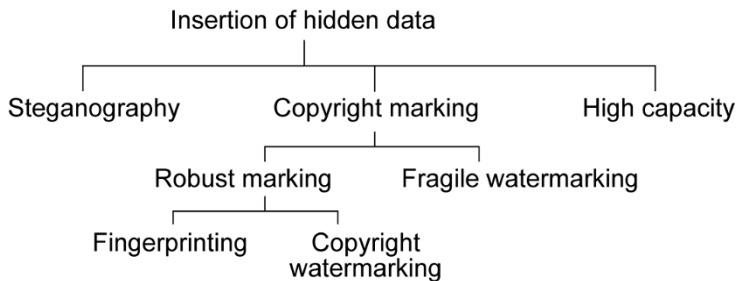 Insertion of hidden data
Steganography Copyright marking High capacity
Robust marking Fragile watermarking
Fingerprinting Copyright
watermarking